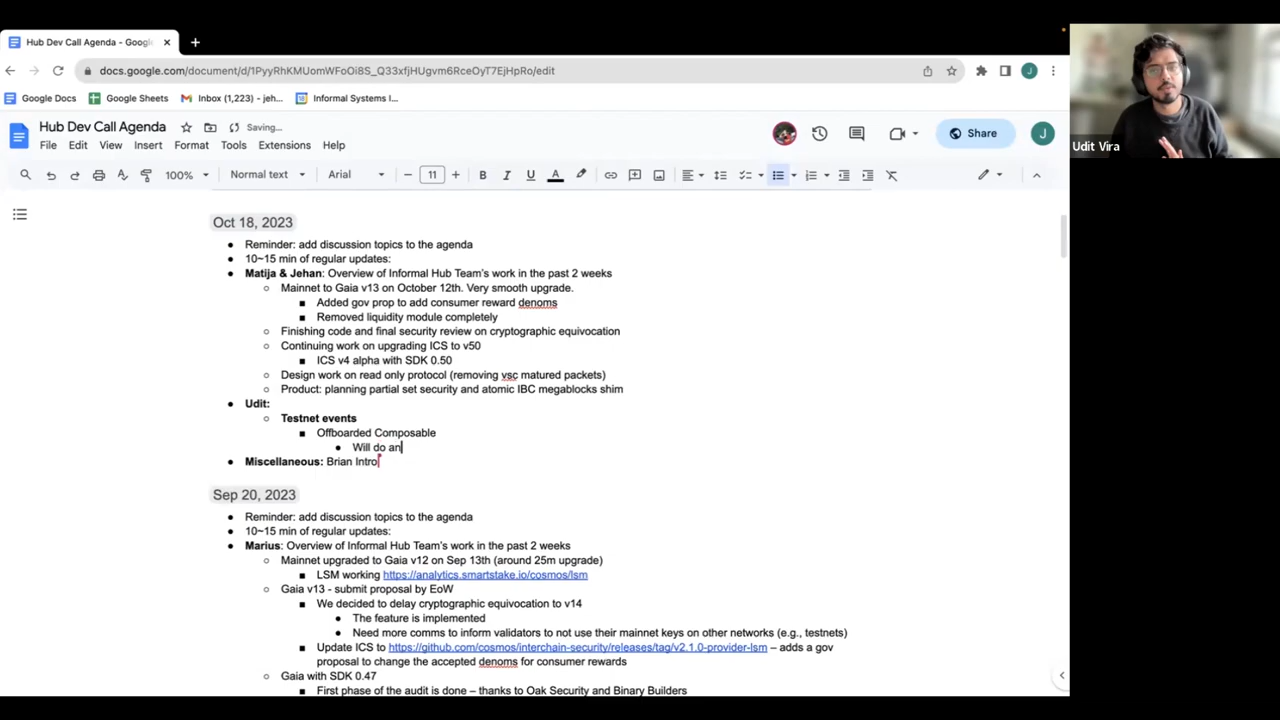 Hub Dev Call Agenda - Googl
docs.google.com/document/d/1PyyRhKMUomWFoOi8S_Q33xfjHUgvm6RceOyT7EjHpRo/edit
Google Docs
Google Sheets
Inbox (1,223) - jeh...
Informal Systems I...
Hub Dev Call Agenda
Saving...
File Edit View Insert Format Tools Extensions Help
Share
J
100%
Normal text
Arial
11
Udit Vira
Oct 18, 2023
Reminder: add discussion topics to the agenda
10~15 min of regular updates:
Matija & Jehan: Overview of Informal Hub Team's work in the past 2 weeks
Mainnet to Gaia v13 on October 12th. Very smooth upgrade.
Added gov prop to add consumer reward denoms
Removed liquidity module completely
Finishing code and final security review on cryptographic equivocation
Continuing work on upgrading ICS to v50
ICS v4 alpha with SDK 0.50
Design work on read only protocol (removing vsc matured packets)
Product: planning partial set security and atomic IBC megablocks shim
Udit:
Testnet events
Offboarded Composable
Will do an
Miscellaneous: Brian Intro
Sep 20, 2023
Reminder: add discussion topics to the agenda
10~15 min of regular updates:
Marius: Overview of Informal Hub Team's work in the past 2 weeks
Mainnet upgraded to Gaia v12 on Sep 13th (around 25m upgrade)
LSM working https://analytics.smartstake.io/cosmos/lsm
Gaia v13 - submit proposal by EoW
We decided to delay cryptographic equivocation to v14
The feature is implemented
Need more comms to inform validators to not use their mainnet keys on other networks (e.g., testnets)
Update ICS to https://github.com/cosmos/interchain-security/releases/tag/v2.1.0-provider-lsm – adds a gov
proposal to change the accepted denoms for consumer rewards
Gaia with SDK 0.47
First phase of the audit is done – thanks to Oak Security and Binary Builders